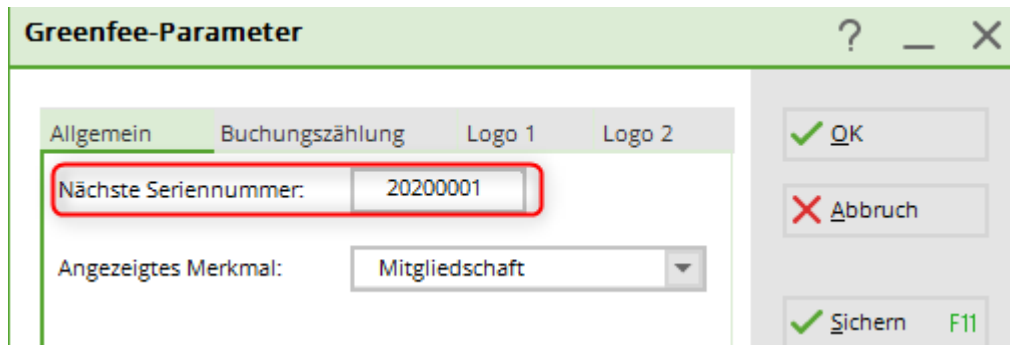 Greenfee-Parameter ?
Allgemein Buchungszählung Logo 1 Logo 2
Nächste Seriennummer: 20200001
Angezeigtes Merkmal: Mitgliedschaft
OK
Abbruch
Sichern F11